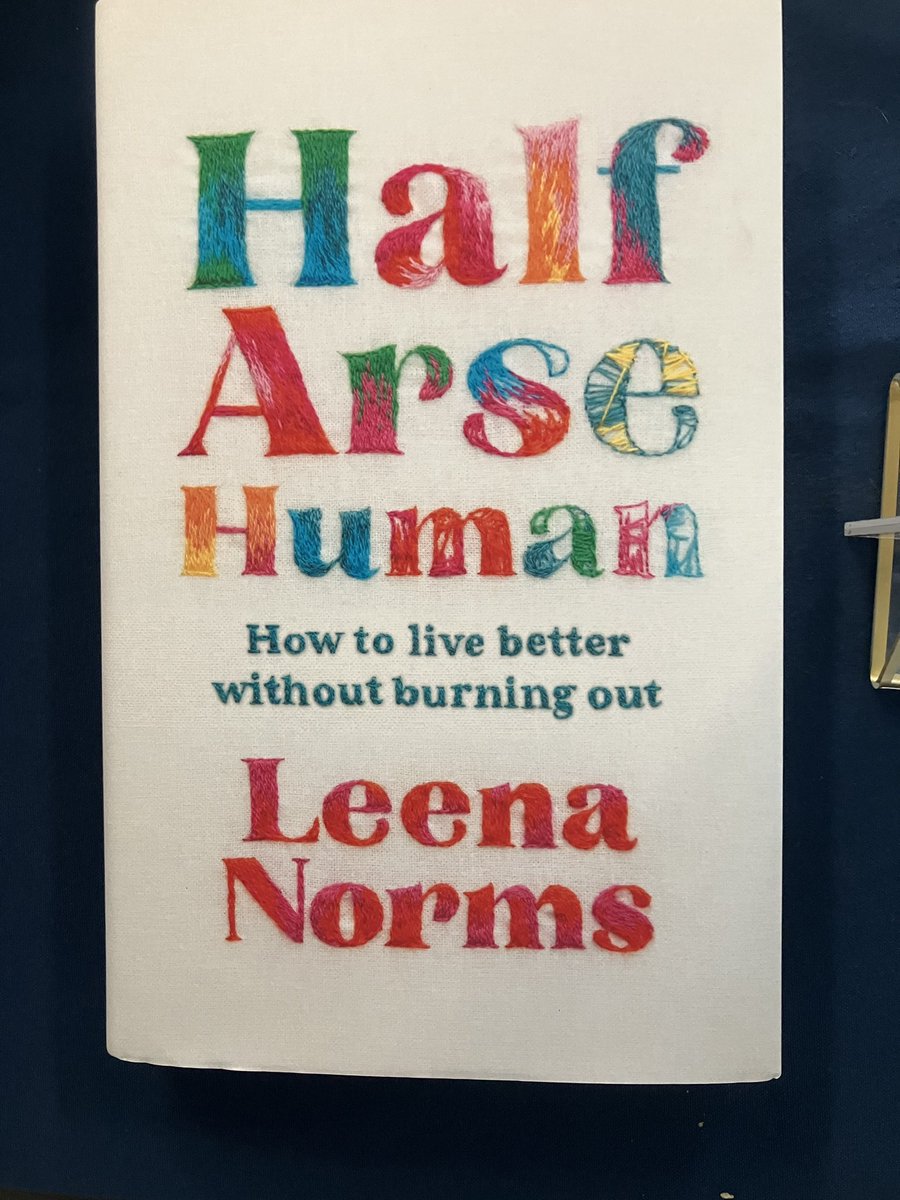 Half
Arse
Human
How to live better
without burning out
Leena
Norms